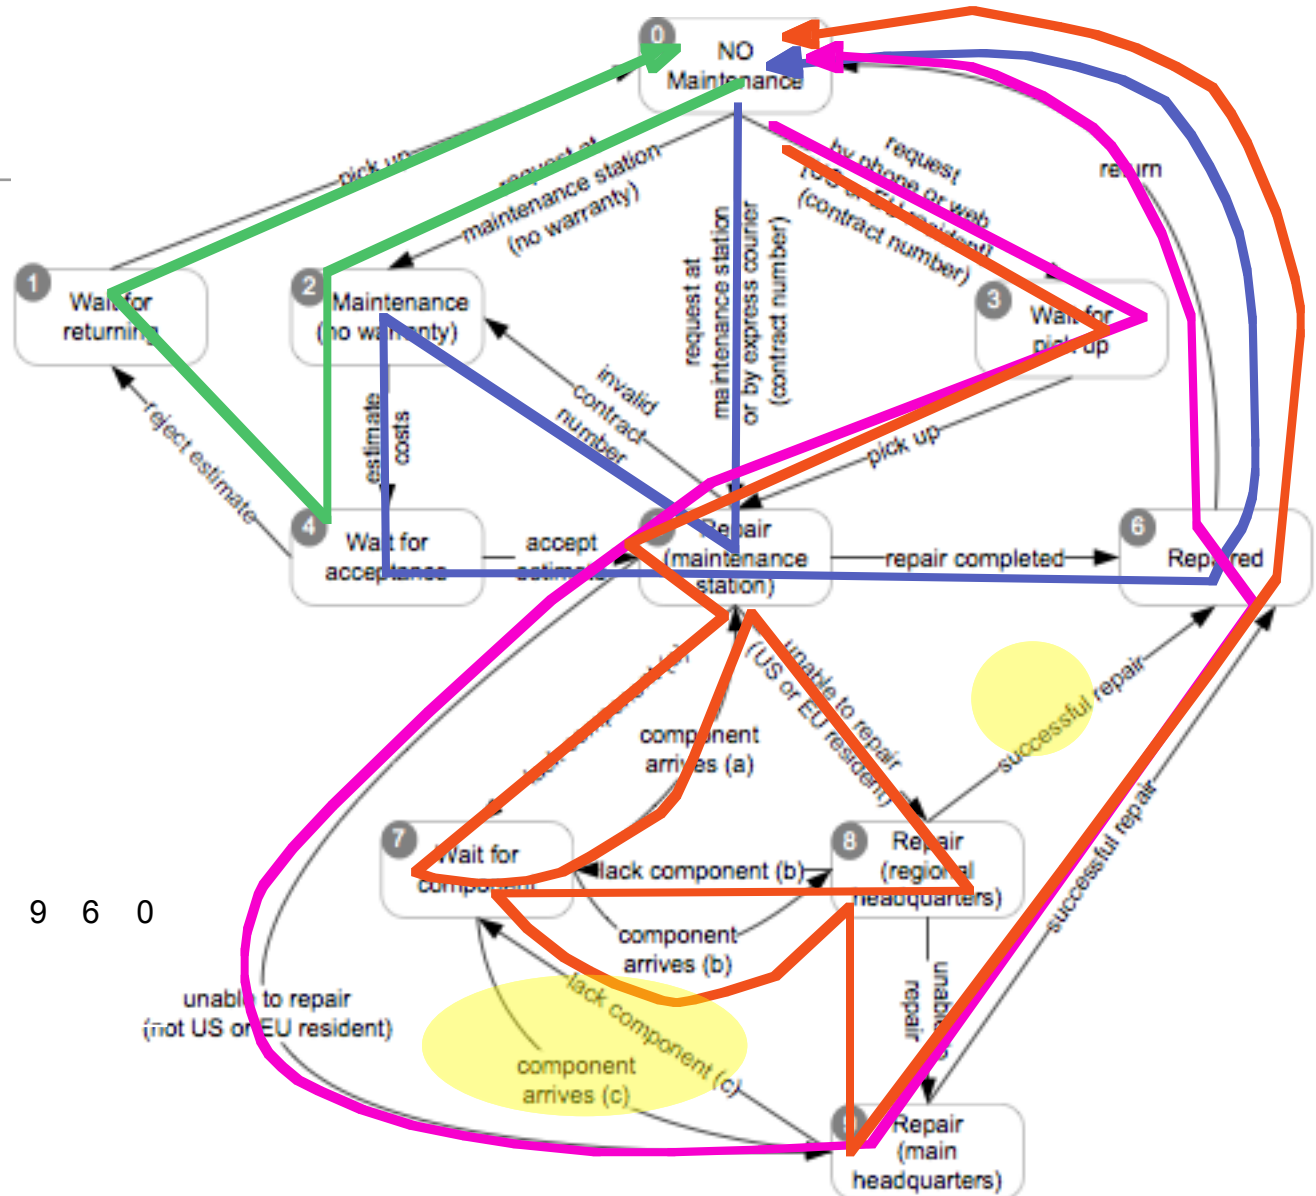 0
NO
Maintenance
pick up
request at
maintenance station
(no warranty)
request at
maintenance station
or by express courier
(contract number)
request
by phone or web
(US or EU resident)
(contract number)
return
1
Wait for
returning
2
Maintenance
(no warranty)
3
Wait for
pick up
reject estimate
estimate
costs
invalid
contract
number
pick up
4
Wait for
acceptance
accept
estimate
Repair
(maintenance
station)
repair completed
6
Repaired
component
arrives (a)
unable to repair
(US or EU resident)
successful repair
successful repair
7
Wait for
component
lack component (b)
8
Repair
(regional
headquarters)
9 6 0
component
arrives (b)
unable to repair
(not US or EU resident)
lack component (c)
component
arrives (c)
repair
Repair
(main
headquarters)